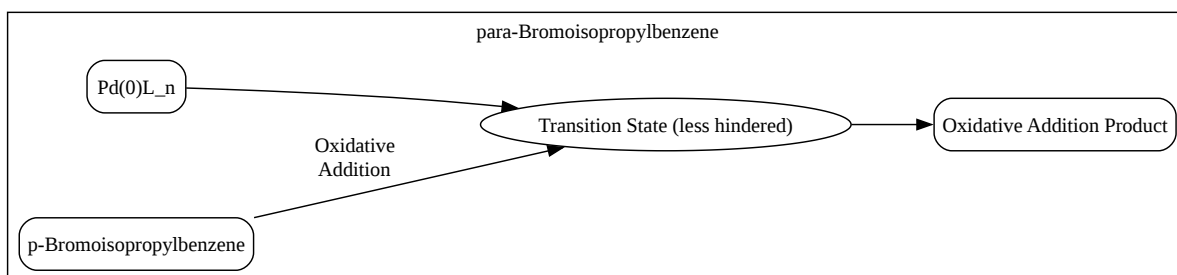 para-Bromoisopropylbenzene
Pd(0)L_n
Transition State (less hindered)
Oxidative Addition Product
Oxidative
Addition
p-Bromoisopropylbenzene